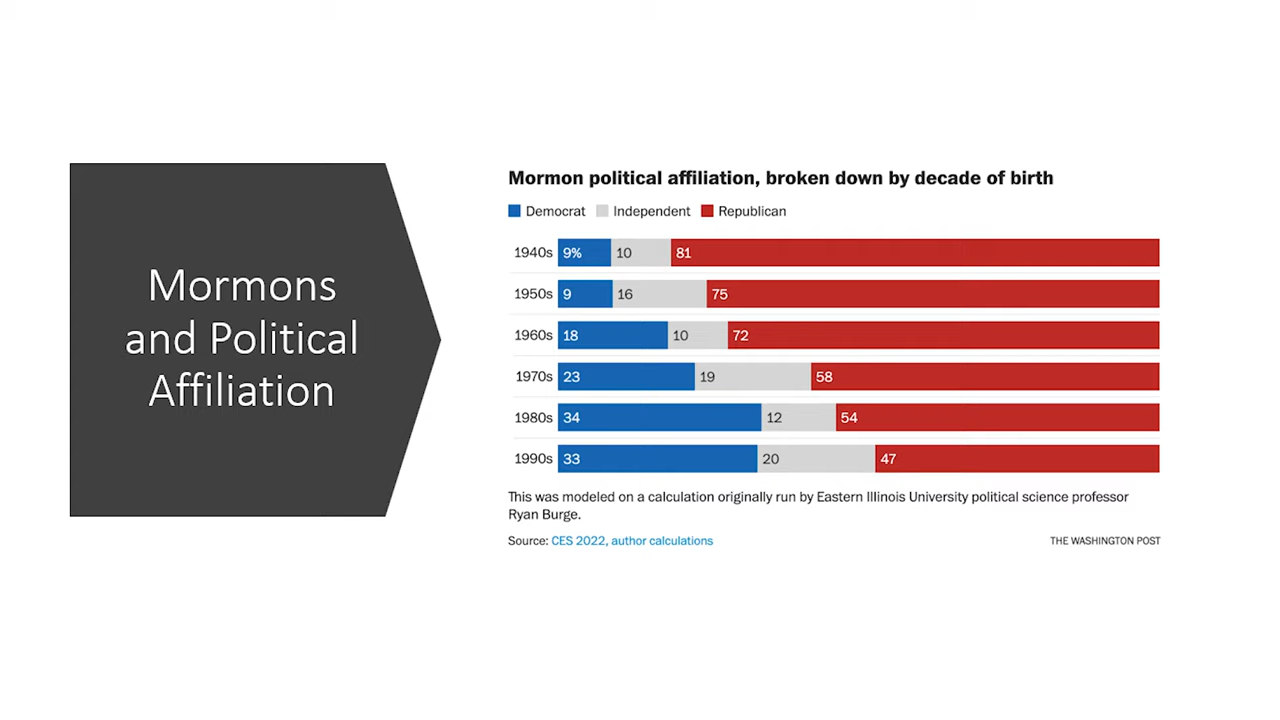 Mormons
and Political
Affiliation
Mormon political affiliation, broken down by decade of birth
Democrat Independent Republican
1940s 9% 10 81
1950s 9 16 75
1960s 18 10 72
1970s 23 19 58
1980s 34 12 54
1990s 33 20 47
This was modeled on a calculation originally run by Eastern Illinois University political science professor
Ryan Burge.
Source: CES 2022, author calculations THE WASHINGTON POST